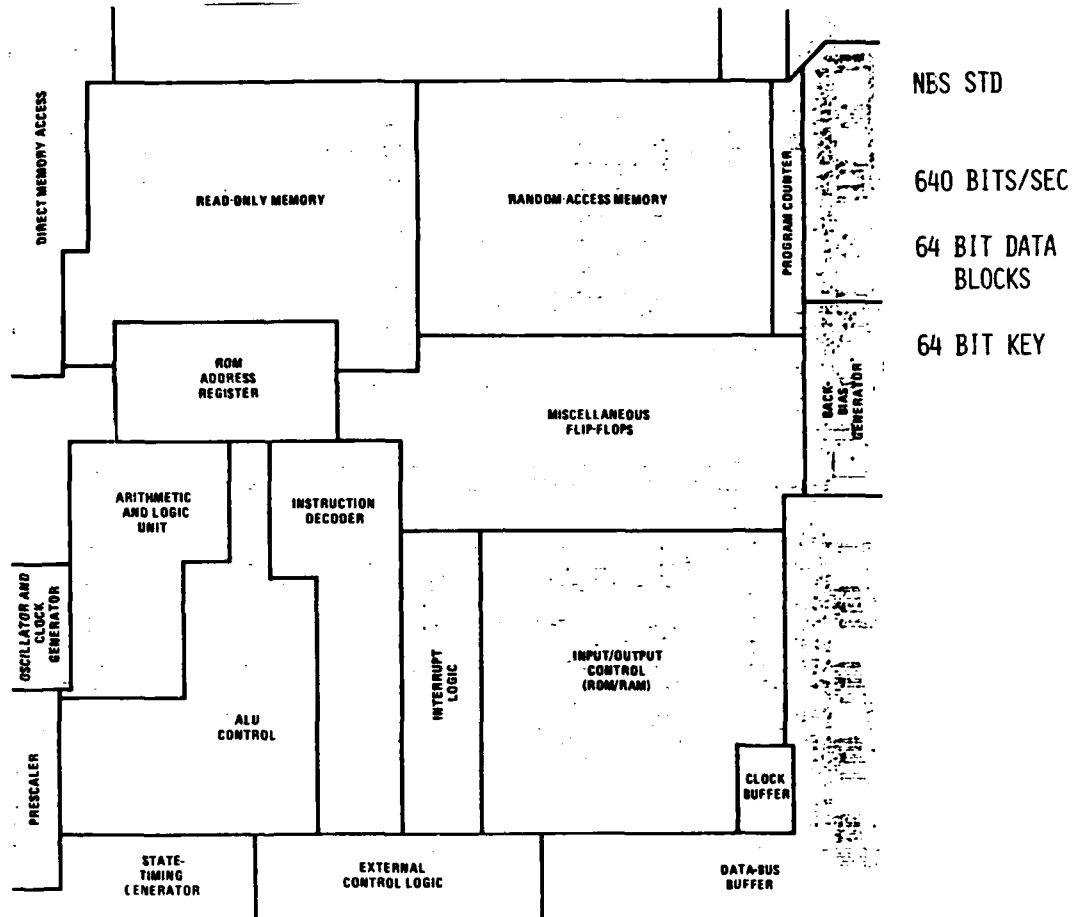 DIRECT MEMORY ACCESS
READ-ONLY MEMORY
RANDOM-ACCESS MEMORY
PROGRAM COUNTER
NBS STD
640 BITS/SEC
64 BIT DATA
BLOCKS
64 BIT KEY
ROM
ADDRESS
REGISTER
MISCELLANEOUS
FLIP-FLOPS
BACK-
BIAS
GENERATOR
ARITHMETIC
AND LOGIC
UNIT
INSTRUCTION
DECODER
OSCILLATOR AND
CLOCK
GENERATOR
INTERRUPT
LOGIC
INPUT/OUTPUT
CONTROL
(ROM/RAM)
ALU
CONTROL
PRESCALER
CLOCK
BUFFER
STATE-
TIMING
GENERATOR
EXTERNAL
CONTROL LOGIC
DATA-BUS
BUFFER